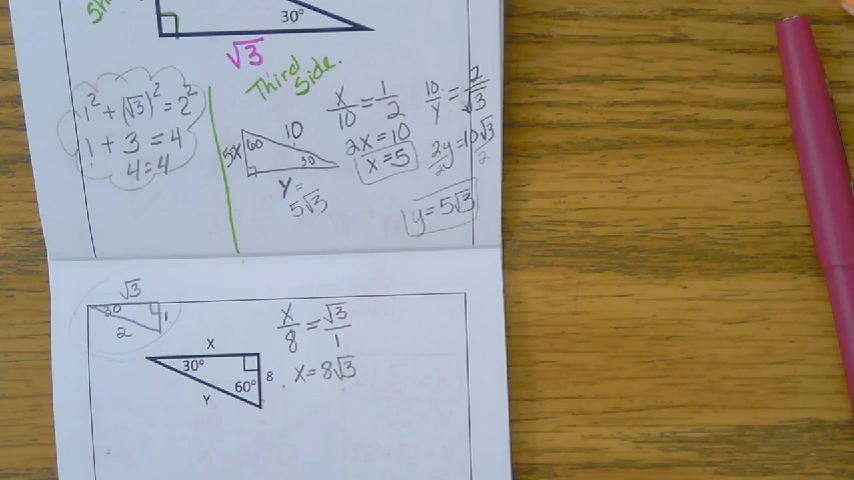 30°
√3
Third
Side.
1² + (√3)² = 2²
1 + 3 = 4
4 = 4
60
10
30
5x
Y =
5√3
x/10 = 1/2
2x = 10
x = 5
10/y = 2/√3
2y/2 = 10√3/2
y = 5√3
√3
30
1
2
x
30°
60°
8
Y
x/8 = √3/1
x = 8√3